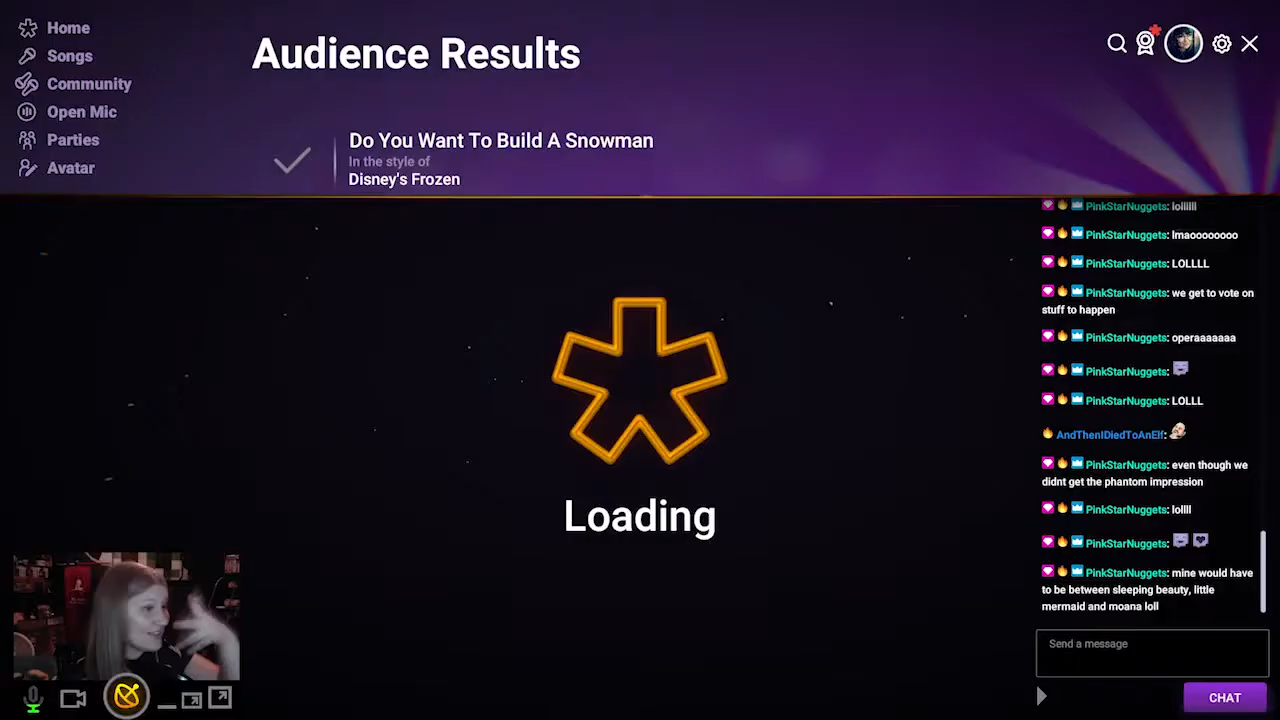 Home
Songs
Community
Open Mic
Parties
Avatar
Audience Results
Do You Want To Build A Snowman
In the style of
Disney's Frozen
Loading
PinkStarNuggets: lolllllll
PinkStarNuggets: lmaoooooooo
PinkStarNuggets: LOLLLL
PinkStarNuggets: we get to vote on
stuff to happen
PinkStarNuggets: operaaaaaaa
PinkStarNuggets:
PinkStarNuggets: LOLLL
AndThenIDiedToAnElf:
PinkStarNuggets: even though we
didnt get the phantom impression
PinkStarNuggets: lollll
PinkStarNuggets:
PinkStarNuggets: mine would have
to be between sleeping beauty, little
mermaid and moana lolll
Send a message
CHAT